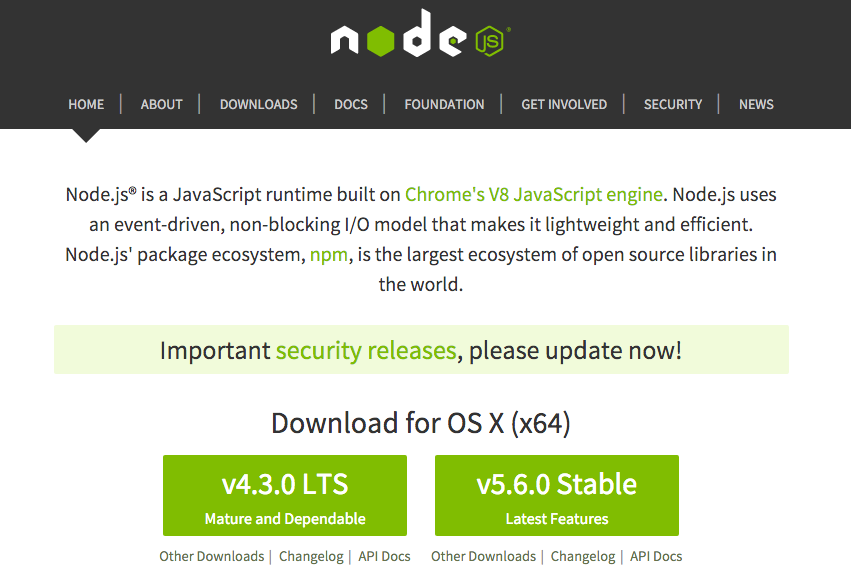 node JS®
HOME | ABOUT | DOWNLOADS | DOCS | FOUNDATION | GET INVOLVED | SECURITY | NEWS
Node.js® is a JavaScript runtime built on Chrome's V8 JavaScript engine. Node.js uses
an event-driven, non-blocking I/O model that makes it lightweight and efficient.
Node.js' package ecosystem, npm, is the largest ecosystem of open source libraries in
the world.
Important security releases, please update now!
Download for OS X (x64)
v4.3.0 LTS
Mature and Dependable
Other Downloads | Changelog | API Docs
v5.6.0 Stable
Latest Features
Other Downloads | Changelog | API Docs